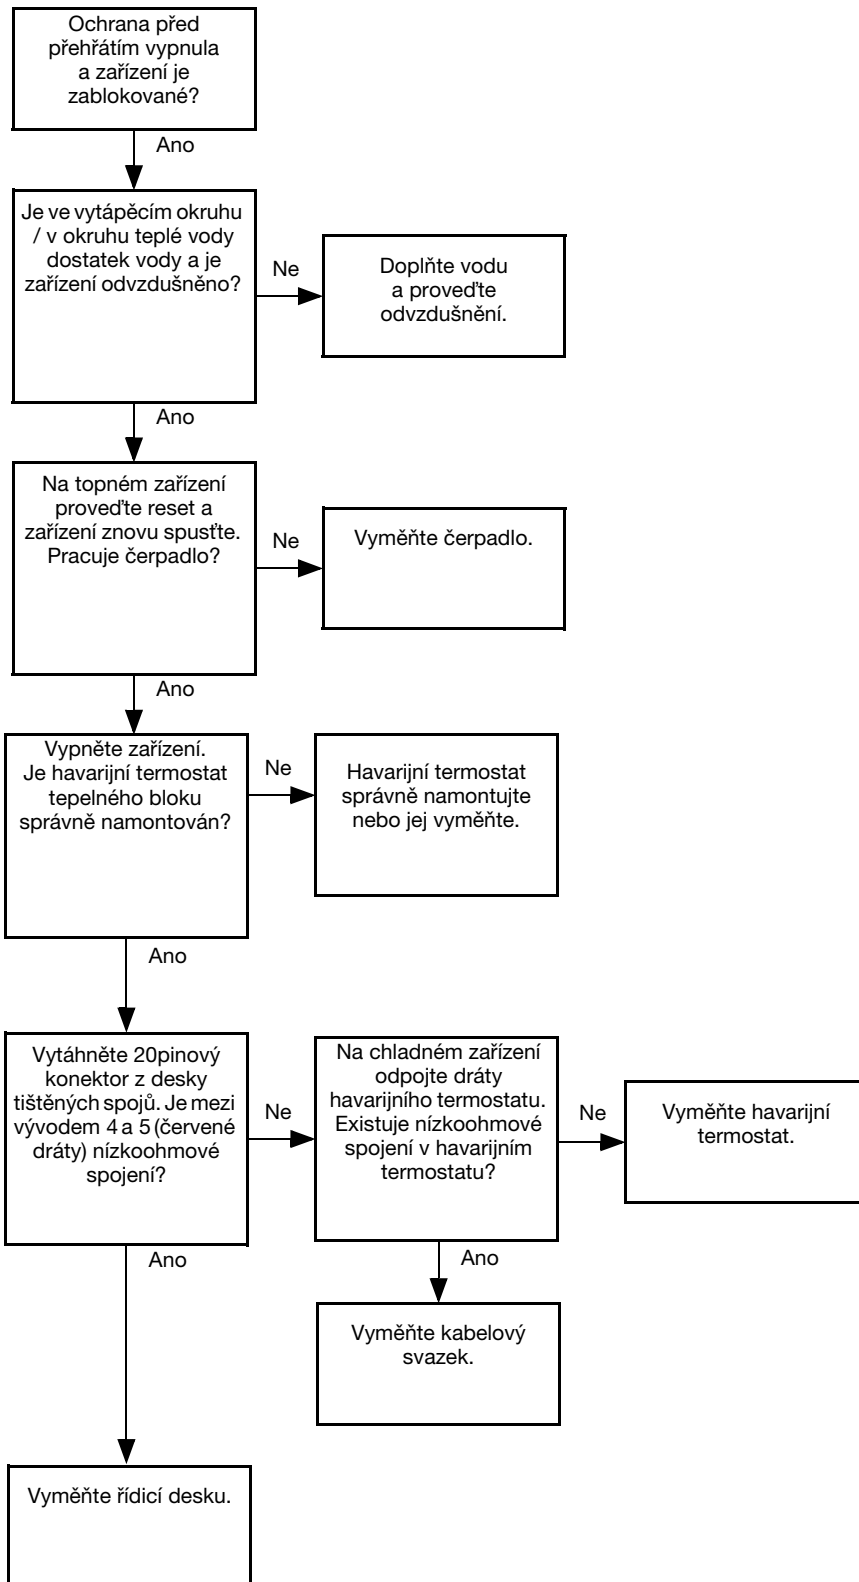 Ochrana před
přehřátím vypnula
a zařízení je
zablokované?
Ano
Je ve vytápěcím okruhu
/ v okruhu teplé vody
dostatek vody a je
zařízení odvzdušněno?
Ne
Doplňte vodu
a proveďte
odvzdušnění.
Ano
Na topném zařízení
proveďte reset a
zařízení znovu spusťte.
Pracuje čerpadlo?
Ne
Vyměňte čerpadlo.
Ano
Vypněte zařízení.
Je havarijní termostat
tepelného bloku
správně namontován?
Ne
Havarijní termostat
správně namontujte
nebo jej vyměňte.
Ano
Vytáhněte 20pinový
konektor z desky
tištěných spojů. Je mezi
vývodem 4 a 5 (červené
dráty) nízkoohmové
spojení?
Ne
Na chladném zařízení
odpojte dráty
havarijního termostatu.
Existuje nízkoohmové
spojení v havarijním
termostatu?
Ne
Vyměňte havarijní
termostat.
Ano
Ano
Vyměňte kabelový
svazek.
Vyměňte řídicí desku.